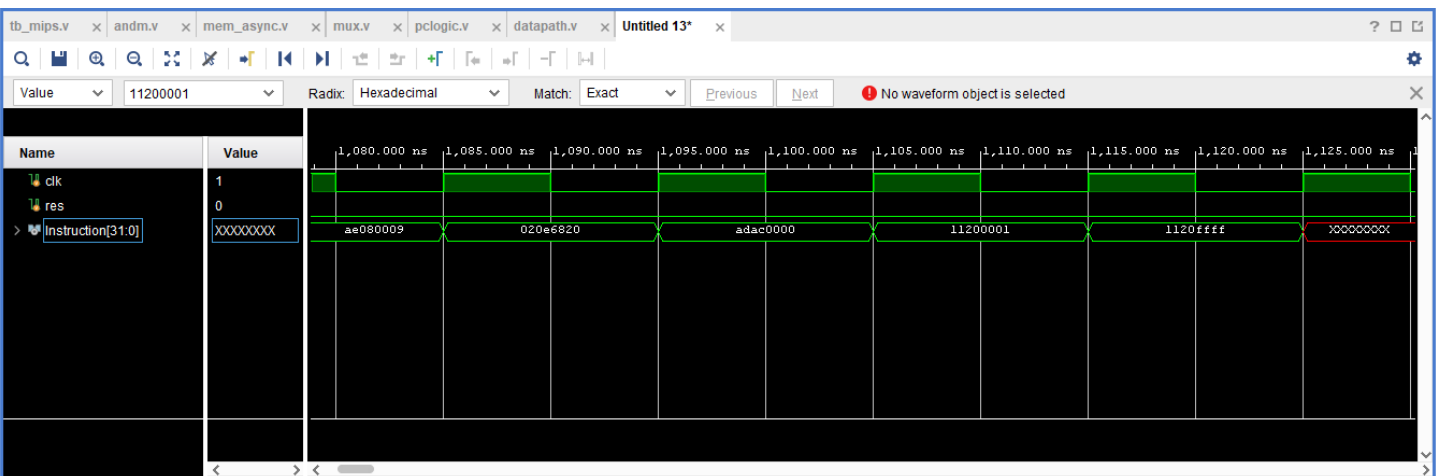 tb_mips.v × andm.v × mem_async.v × mux.v × pclogic.v × datapath.v × Untitled 13* × ?
Value 11200001 Radix: Hexadecimal Match: Exact Previous Next No waveform object is selected
Name Value 1,080.000 ns 1,085.000 ns 1,090.000 ns 1,095.000 ns 1,100.000 ns 1,105.000 ns 1,110.000 ns 1,115.000 ns 1,120.000 ns 1,125.000 ns
clk 1
res 0
Instruction[31:0] XXXXXXXX ae080009 020e6820 adac0000 11200001 1120ffff XXXXXXXX